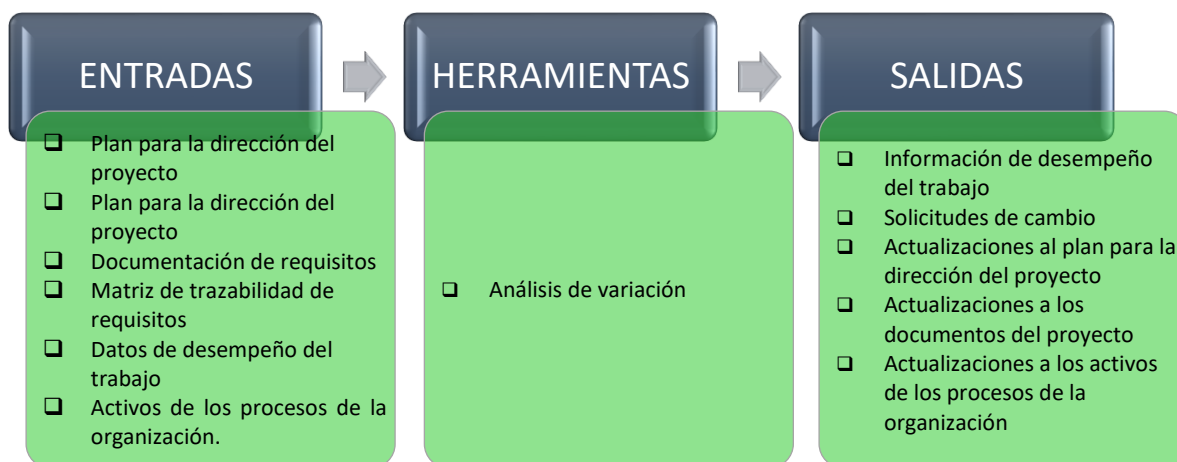 ENTRADAS
Plan para la dirección del
proyecto
Plan para la dirección del
proyecto
Documentación de requisitos
Matriz de trazabilidad de
requisitos
Datos de desempeño del
trabajo
Activos de los procesos de la
organización.
HERRAMIENTAS
Análisis de variación
SALIDAS
Información de desempeño
del trabajo
Solicitudes de cambio
Actualizaciones al plan para la
dirección del proyecto
Actualizaciones a los
documentos del proyecto
Actualizaciones a los activos
de los procesos de la
organización